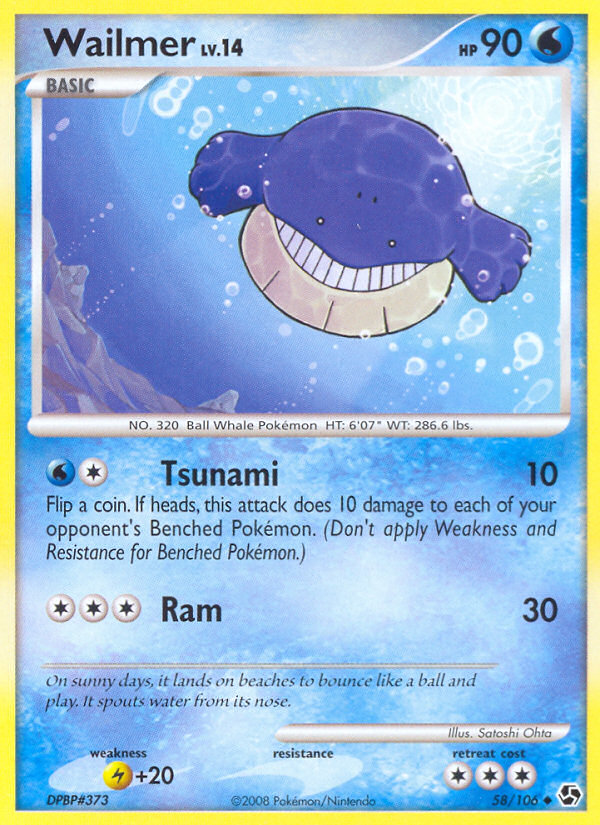 Wailmer LV.14 HP 90
BASIC
NO. 320 Ball Whale Pokémon HT: 6'07" WT: 286.6 lbs.
Tsunami 10
Flip a coin. If heads, this attack does 10 damage to each of your
opponent's Benched Pokémon. (Don't apply Weakness and
Resistance for Benched Pokémon.)
Ram 30
On sunny days, it lands on beaches to bounce like a ball and
play. It spouts water from its nose.
Illus. Satoshi Ohta
weakness resistance retreat cost
+20
DPBP#373 ©2008 Pokémon/Nintendo 58/106